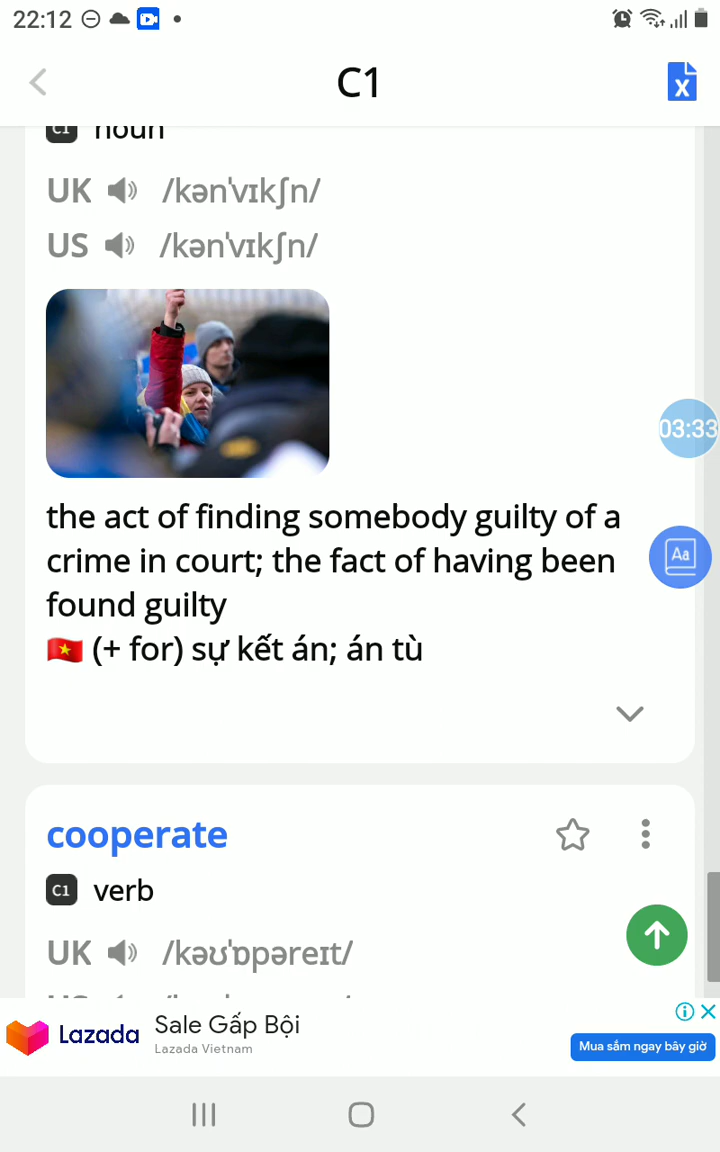 22:12
C1
X
C1 noun
UK /kənˈvɪkʃn/
US /kənˈvɪkʃn/
03:33
the act of finding somebody guilty of a
Aa
crime in court; the fact of having been
found guilty
🇻🇳 (+ for) sự kết án; án tù
cooperate
C1 verb
UK /kəʊˈɒpəreɪt/
Lazada
Sale Gấp Bội
Lazada Vietnam
Mua sắm ngay bây giờ